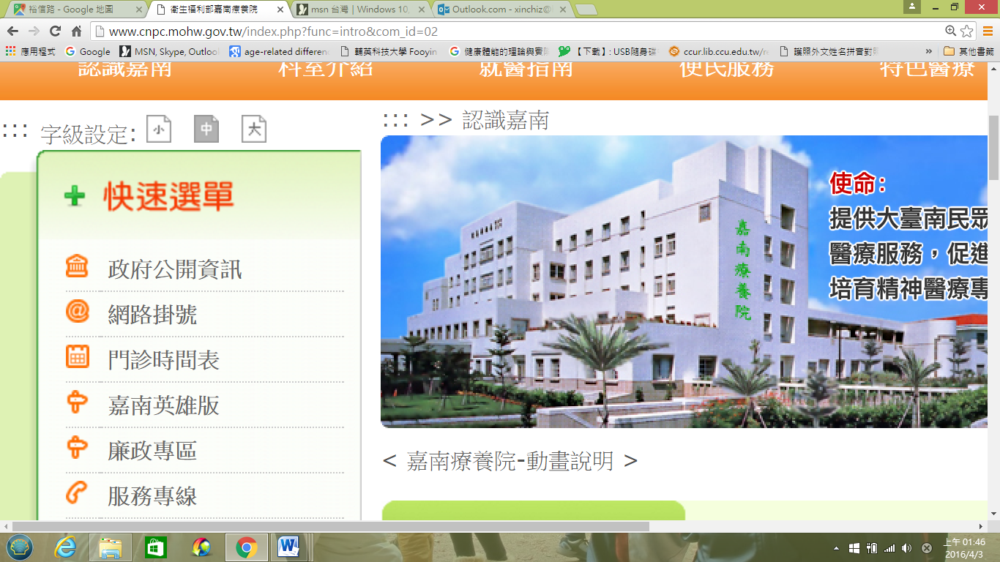 裕信路 - Google 地圖
衛生福利部嘉南療養院
msn 台灣 | Windows 10,
Outlook.com - xinchiz@
www.cnpc.mohw.gov.tw/index.php?func=intro&com_id=02
應用程式
Google
MSN, Skype, Outloo
age-related differen
輔英科技大學 Fooyin
健康體能的理論與實際
【下載】: USB隨身碟
ccur.lib.ccu.edu.tw/re
護照外文姓名拼音對照
»
其他書籤
認識嘉南
科室介紹
就醫指南
便民服務
特色醫療
::: 字級設定:
小
中
大
::: >> 認識嘉南
快速選單
政府公開資訊
網路掛號
門診時間表
嘉南英雄版
廉政專區
服務專線
嘉南療養院
使命:
提供大臺南民眾
醫療服務，促進
培育精神醫療專
< 嘉南療養院-動畫說明 >
上午 01:46
2016/4/3